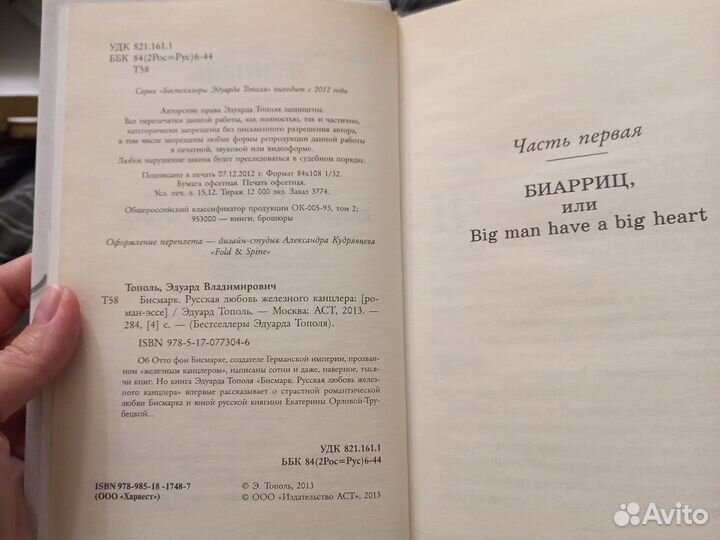 УДК 821.161.1
ББК 84(2Рос=Рус)6-44
Т58
Серия «Бестселлеры Эдуарда Тополя» выходит с 2012 года.
Авторские права Эдуарда Тополя защищены.
Все перепечатки данной работы, как полностью, так и частично,
категорически запрещены без письменного разрешения автора,
в том числе запрещены любые формы репродукции данной работы
в печатной, звуковой или видеоформе.
Любое нарушение закона будет преследоваться в судебном порядке.
Подписано в печать 07.12.2012 г. Формат 84х108 1/32.
Бумага офсетная. Печать офсетная.
Усл. печ. л. 15,12. Тираж 12 000 экз. Заказ 3774.
Общероссийский классификатор продукции ОК-005-93, том 2;
953000 — книги, брошюры
Оформление переплета — дизайн-студия Александра Кудрявцева
«Fold & Spine»
Тополь, Эдуард Владимирович
Т58 Бисмарк. Русская любовь железного канцлера: [ро-
ман-эссе] / Эдуард Тополь. — Москва: АСТ, 2013. —
284, [4] с. — (Бестселлеры Эдуарда Тополя).
ISBN 978-5-17-077304-6
Об Отто фон Бисмарке, создателе Германской империи, прозван-
ном «железным канцлером», написаны сотни и даже, наверное, тыся-
чи книг. Но книга Эдуарда Тополя «Бисмарк. Русская любовь желез-
ного канцлера» впервые рассказывает о страстной романтической
любви Бисмарка и юной русской княгини Екатерины Орловой-Тру-
бецкой...
УДК 821.161.1
ББК 84(2Рос=Рус)6-44
ISBN 978-985-18-1748-7
(ООО «Харвест»)
© Э. Тополь, 2013
© ООО «Издательство АСТ», 2013
Часть первая
БИАРРИЦ,
или
Big man have a big heart
Avito